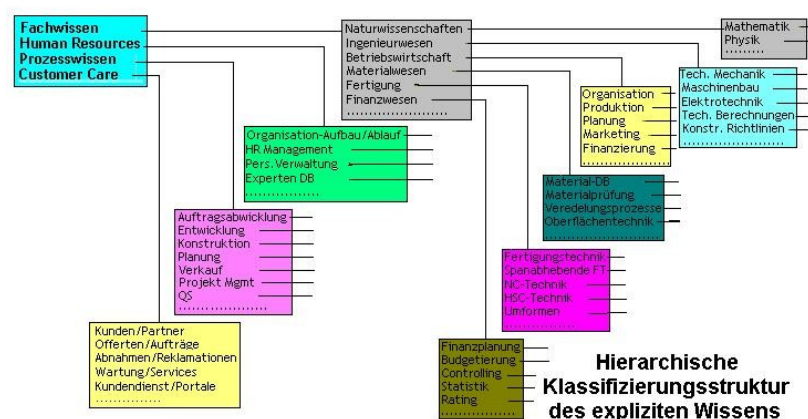 Fachwissen
Human Resources
Prozesswissen
Customer Care
Naturwissenschaften
Ingenieurwesen
Betriebswirtschaft
Materialwesen
Fertigung
Finanzwesen
......................
Mathematik
Physik
.........
Tech. Mechanik
Maschinenbau
Elektrotechnik
Tech. Berechnungen
Konstr. Richtlinien
..................
Organisation
Produktion
Planung
Marketing
Finanzierung
...............
Organisation-Aufbau/Ablauf
HR Management
Pers.Verwaltung
Experten DB
................
Material-DB
Materialprüfung
Veredelungsprozesse
Oberflächentechnik
Auftragsabwicklung
Entwicklung
Konstruktion
Planung
Verkauf
Projekt Mgmt
QS
...................
Fertigungstechnik
Spanabhebende FT
NC-Technik
HSC-Technik
Umformen
...............
Kunden/Partner
Offerten/Aufträge
Abnahmen/Reklamationen
Wartung/Services
Kundendienst/Portale
..............
Finanzplanung
Budgetierung
Controlling
Statistik
Rating
...............
Hierarchische
Klassifizierungsstruktur
des expliziten Wissens